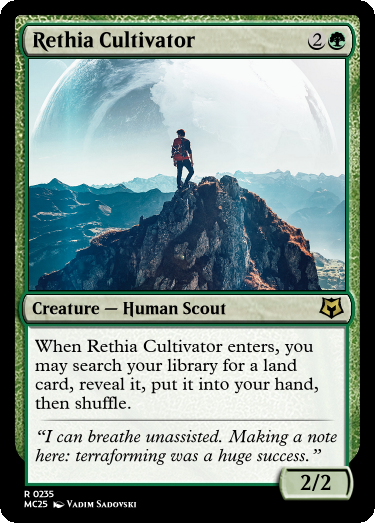 Rethia Cultivator 2
Creature — Human Scout
When Rethia Cultivator enters, you
may search your library for a land
card, reveal it, put it into your hand,
then shuffle.
“I can breathe unassisted. Making a note
here: terraforming was a huge success.”
2/2
R 0235
MC25 Vadim Sadovski